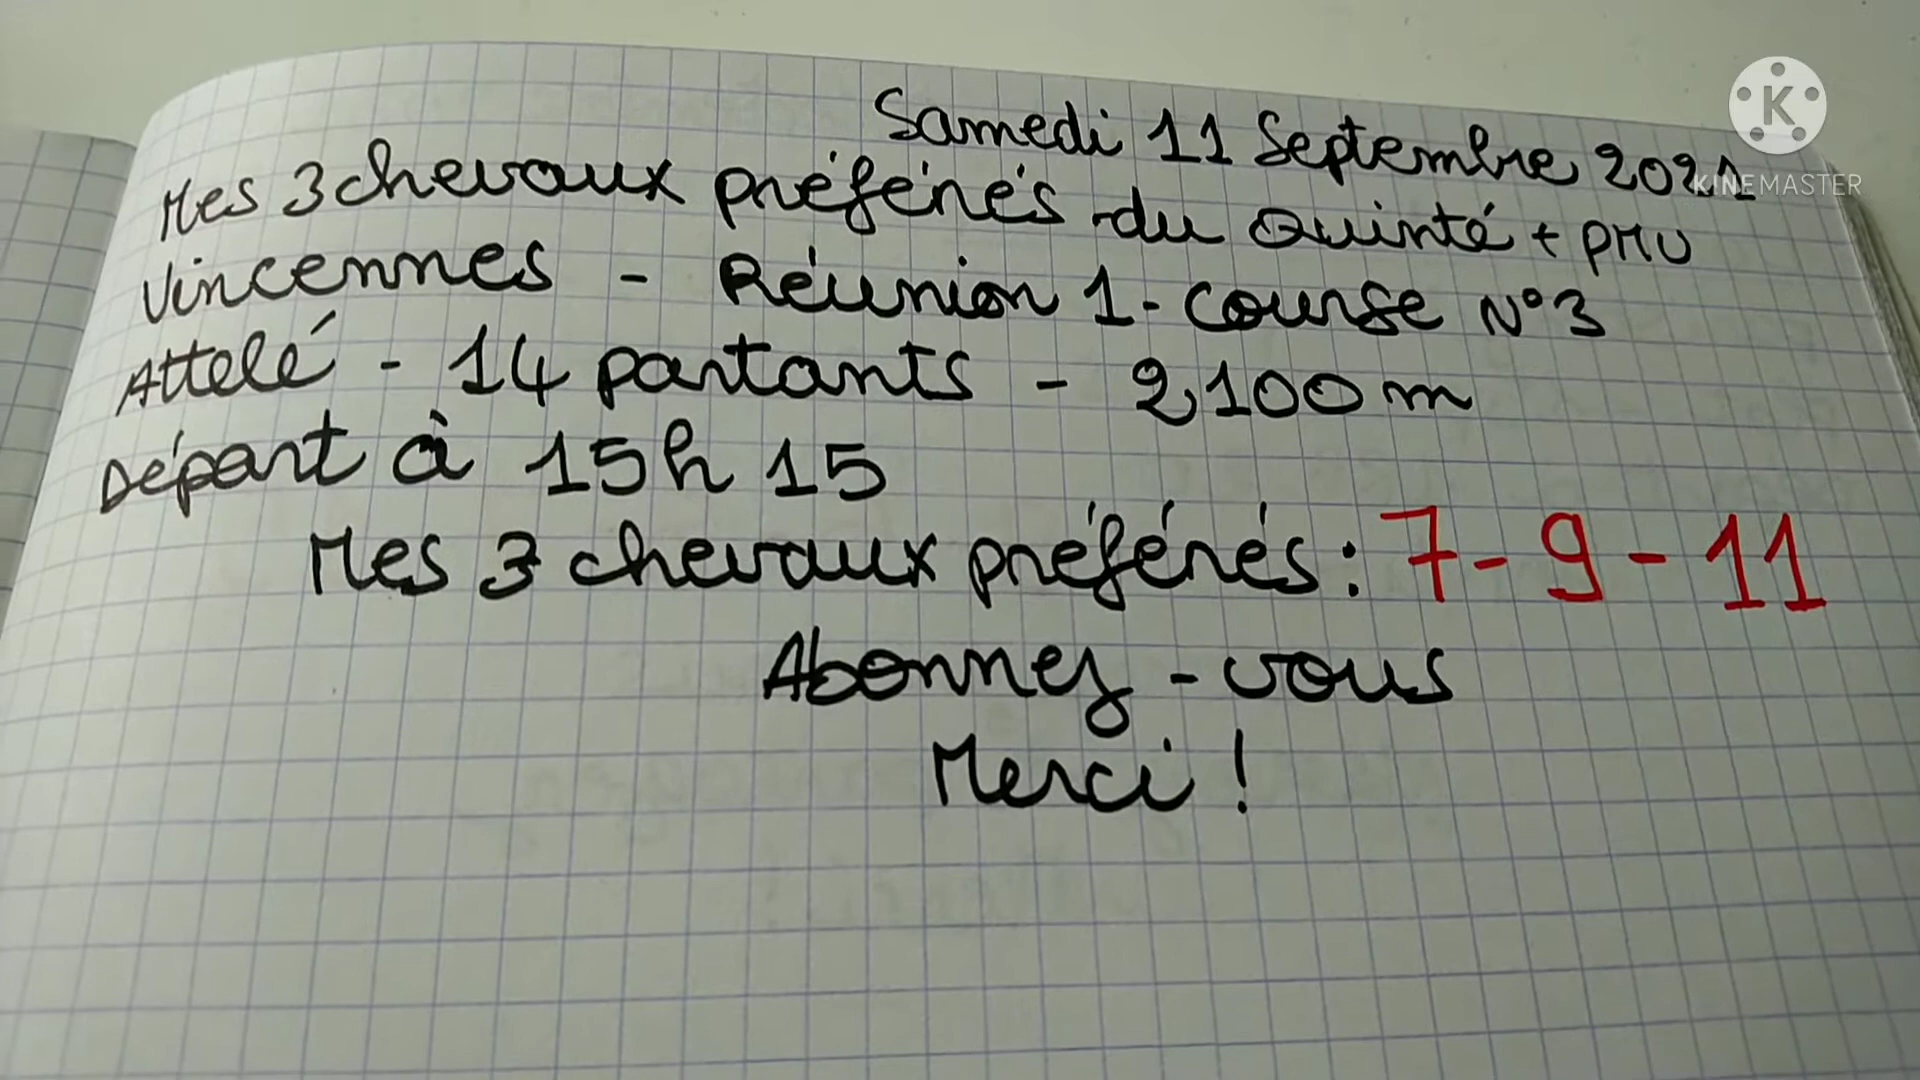 Samedi 11 Septembre 2021
Mes 3 chevaux préférés du Quinté + PMU
Vincennes - Réunion 1 - Course N°3
Attelé - 14 partants - 2100 m
Départ à 15h15
Mes 3 chevaux préférés : 7 - 9 - 11
Abonnez-vous
Merci !
K
KINEMASTER